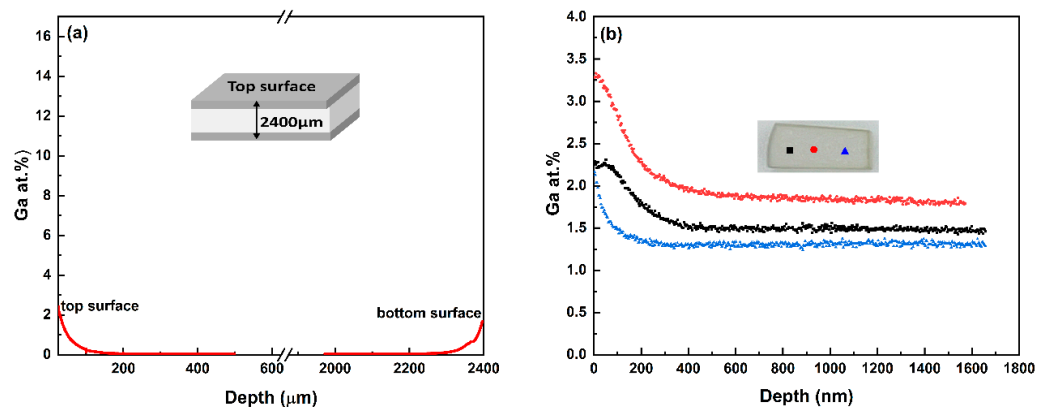 (a)
16
14
12
10
8
6
4
2
0
Ga at.%
Top surface
2400μm
top surface
bottom surface
200 400 2000 2200 2400
Depth (μm)
(b)
4.0
3.5
3.0
2.5
2.0
1.5
1.0
0.5
0.0
Ga at.%
0 200 400 600 800 1000 1200 1400 1600 1800
Depth (nm)